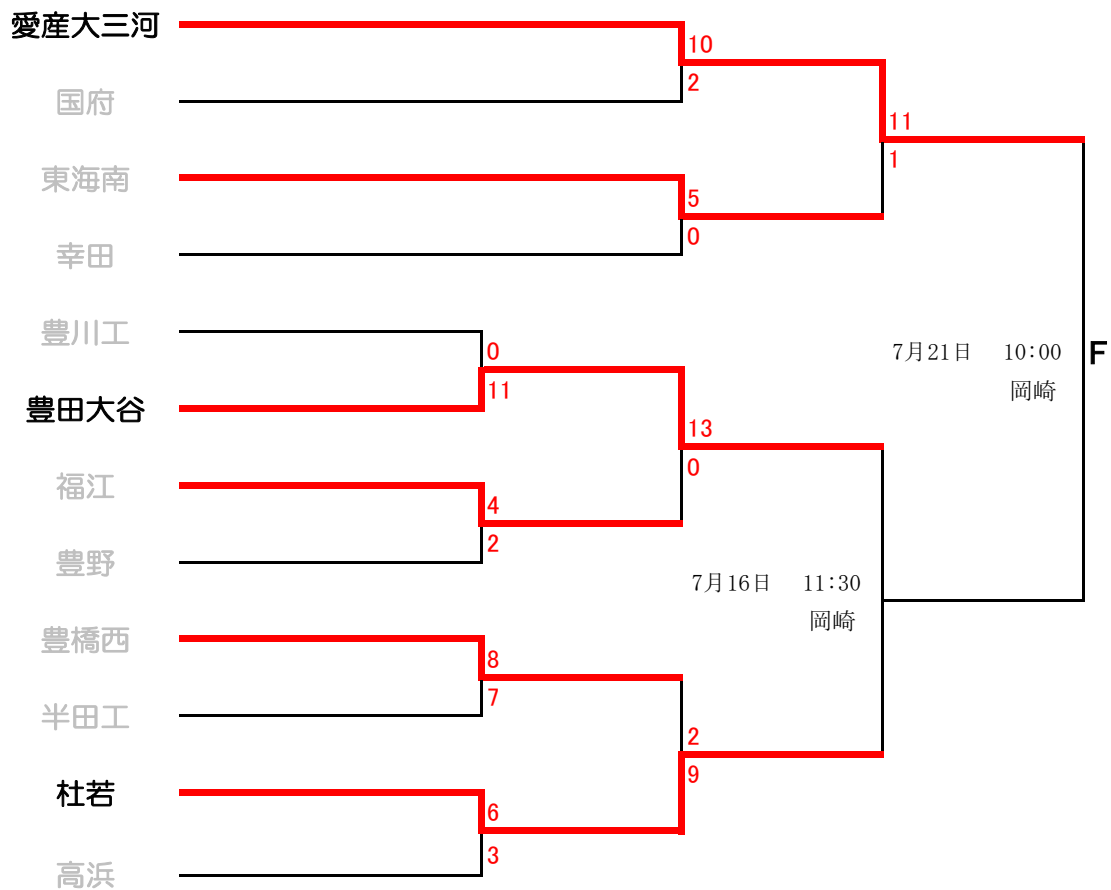 愛産大三河
10
国府
2
11
1
東海南
5
幸田
0
豊川工
0
7月21日 10:00
F
岡崎
豊田大谷
11
13
0
福江
4
豊野
2
7月16日 11:30
岡崎
豊橋西
8
半田工
7
2
9
杜若
6
高浜
3